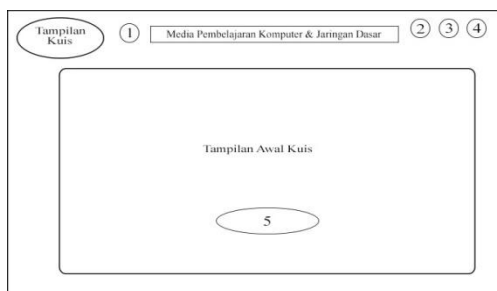 Tampilan
Kuis
1
Media Pembelajaran Komputer & Jaringan Dasar
2 3 4
Tampilan Awal Kuis
5